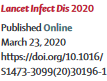 Lancet Infect Dis 2020
Published Online
March 23, 2020
https://doi.org/10.1016/
S1473-3099(20)30196-1